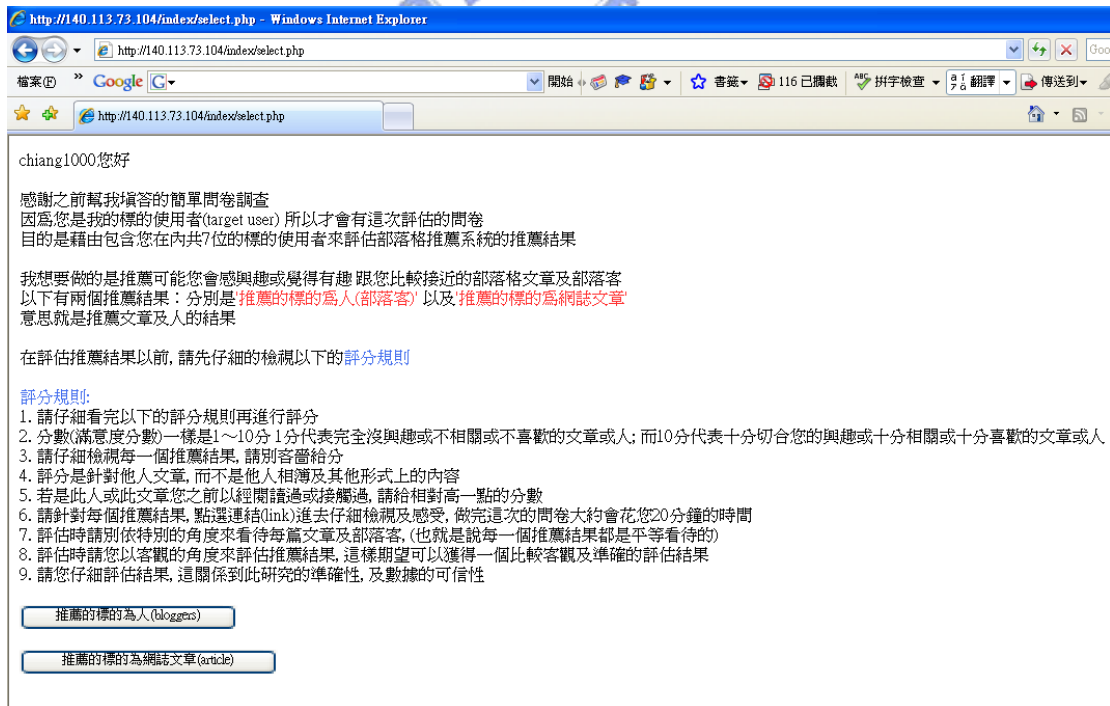 http://140.113.73.104/index/select.php - Windows Internet Explorer
http://140.113.73.104/index/select.php Goo
檔案(F) » Google G 開始 書籤 116 已攔截 拼字檢查 翻譯 傳送到
http://140.113.73.104/index/select.php
chiang1000您好
感謝之前幫我填答的簡單問卷調查
因為您是我的標的使用者(target user) 所以才會有這次評估的問卷
目的是藉由包含您在內共7位的標的使用者來評估部落格推薦系統的推薦結果
我想要做的是推薦可能您會感興趣或覺得有趣 跟您比較接近的部落格文章及部落客
以下有兩個推薦結果：分別是'推薦的標的為人(部落客)' 以及'推薦的標的為網誌文章'
意思就是推薦文章及人的結果
在評估推薦結果以前, 請先仔細的檢視以下的評分規則
評分規則:
1. 請仔細看完以下的評分規則再進行評分
2. 分數(滿意度分數)一樣是1～10分 1分代表完全沒興趣或不相關或不喜歡的文章或人; 而10分代表十分切合您的興趣或十分相關或十分喜歡的文章或人
3. 請仔細檢視每一個推薦結果, 請別吝嗇給分
4. 評分是針對他人文章, 而不是他人相簿及其他形式上的內容
5. 若是此人或此文章您之前以經閱讀過或接觸過, 請給相對高一點的分數
6. 請針對每個推薦結果, 點選連結(link)進去仔細檢視及感受, 做完這次的問卷大約會花您20分鐘的時間
7. 評估時請別依特別的角度來看待每篇文章及部落客, (也就是說每一個推薦結果都是平等看待的)
8. 評估時請您以客觀的角度來評估推薦結果, 這樣期望可以獲得一個比較客觀及準確的評估結果
9. 請您仔細評估結果, 這關係到此研究的準確性, 及數據的可信性
推薦的標的為人(bloggers)
推薦的標的為網誌文章(article)